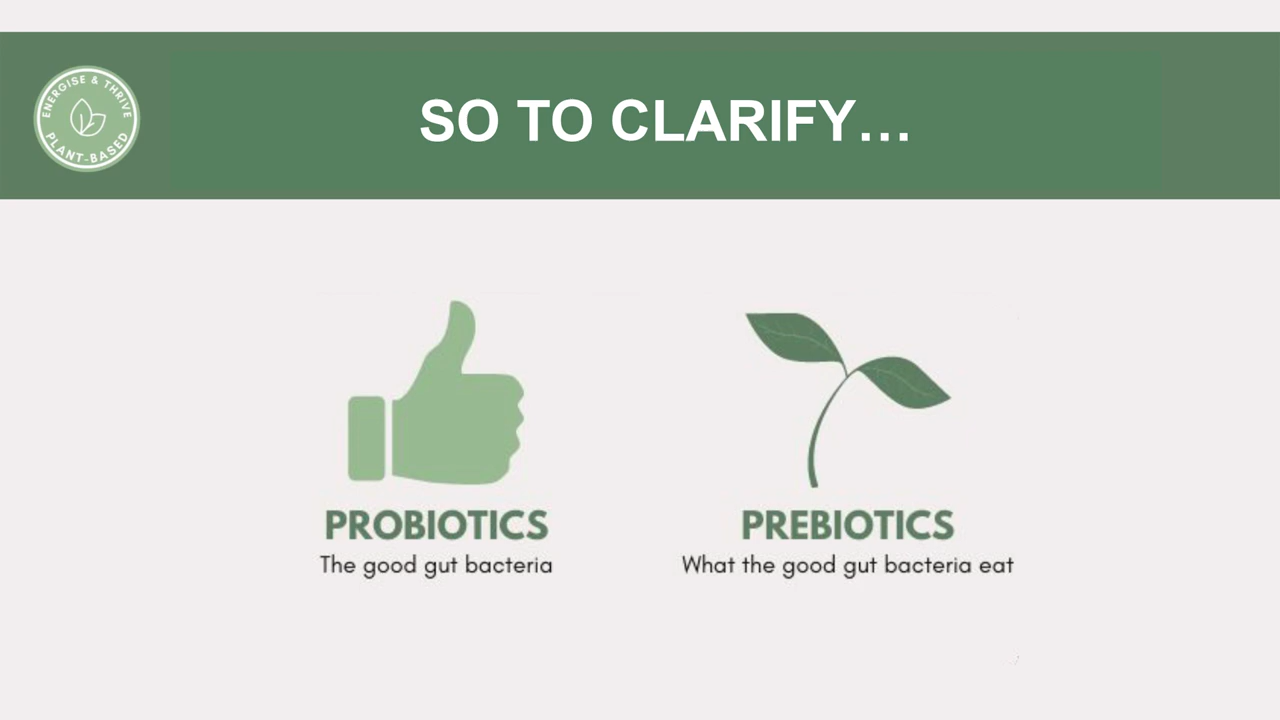 ENERGISE & THRIVE
PLANT-BASED
SO TO CLARIFY...
PROBIOTICS
The good gut bacteria
PREBIOTICS
What the good gut bacteria eat